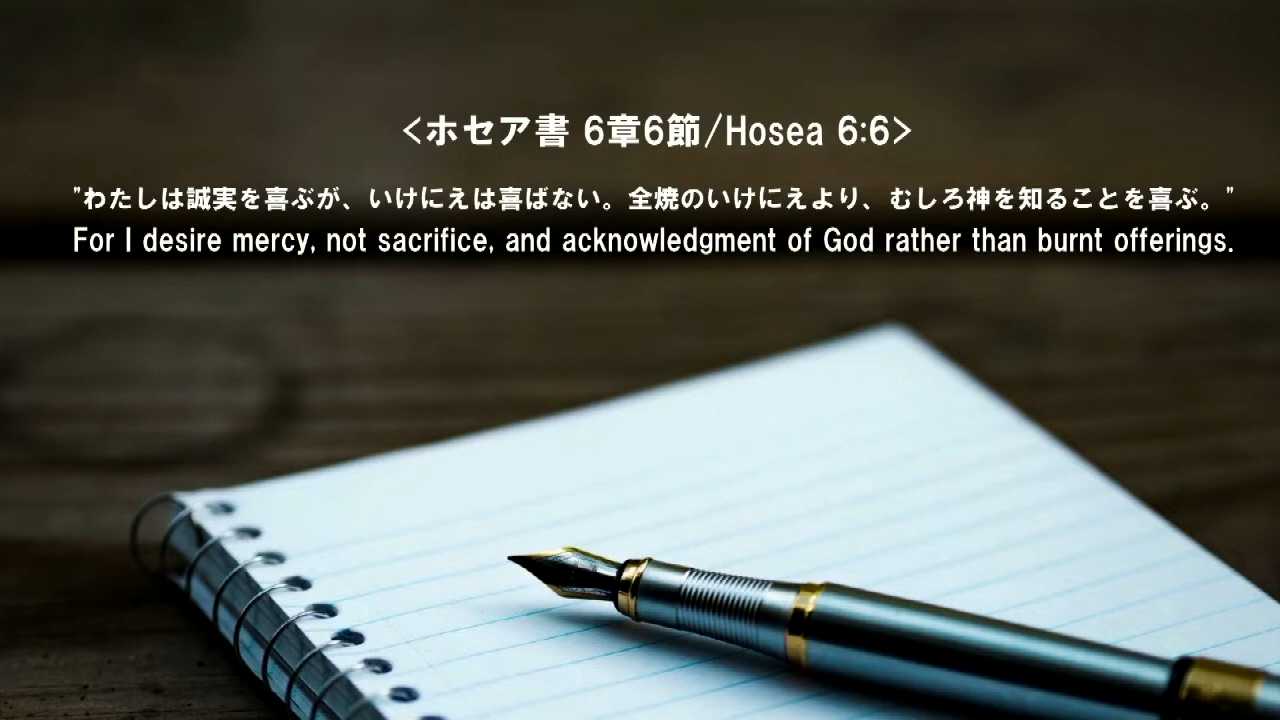 <ホセア書 6章6節/Hosea 6:6>
"わたしは誠実を喜ぶが、いけにえは喜ばない。全焼のいけにえより、むしろ神を知ることを喜ぶ。"
For I desire mercy, not sacrifice, and acknowledgment of God rather than burnt offerings.